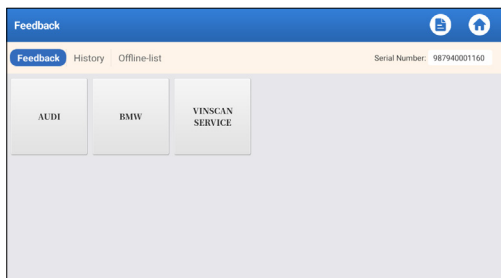 Feedback
Feedback History Offline-list Serial Number: 987940001160
AUDI BMW VINSCAN
SERVICE